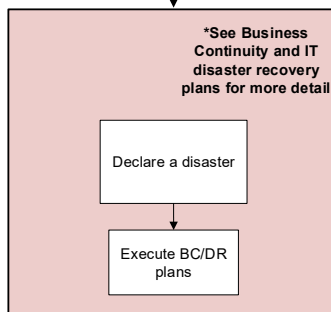 *See Business
Continuity and IT
disaster recovery
plans for more detail
Declare a disaster
Execute BC/DR
plans